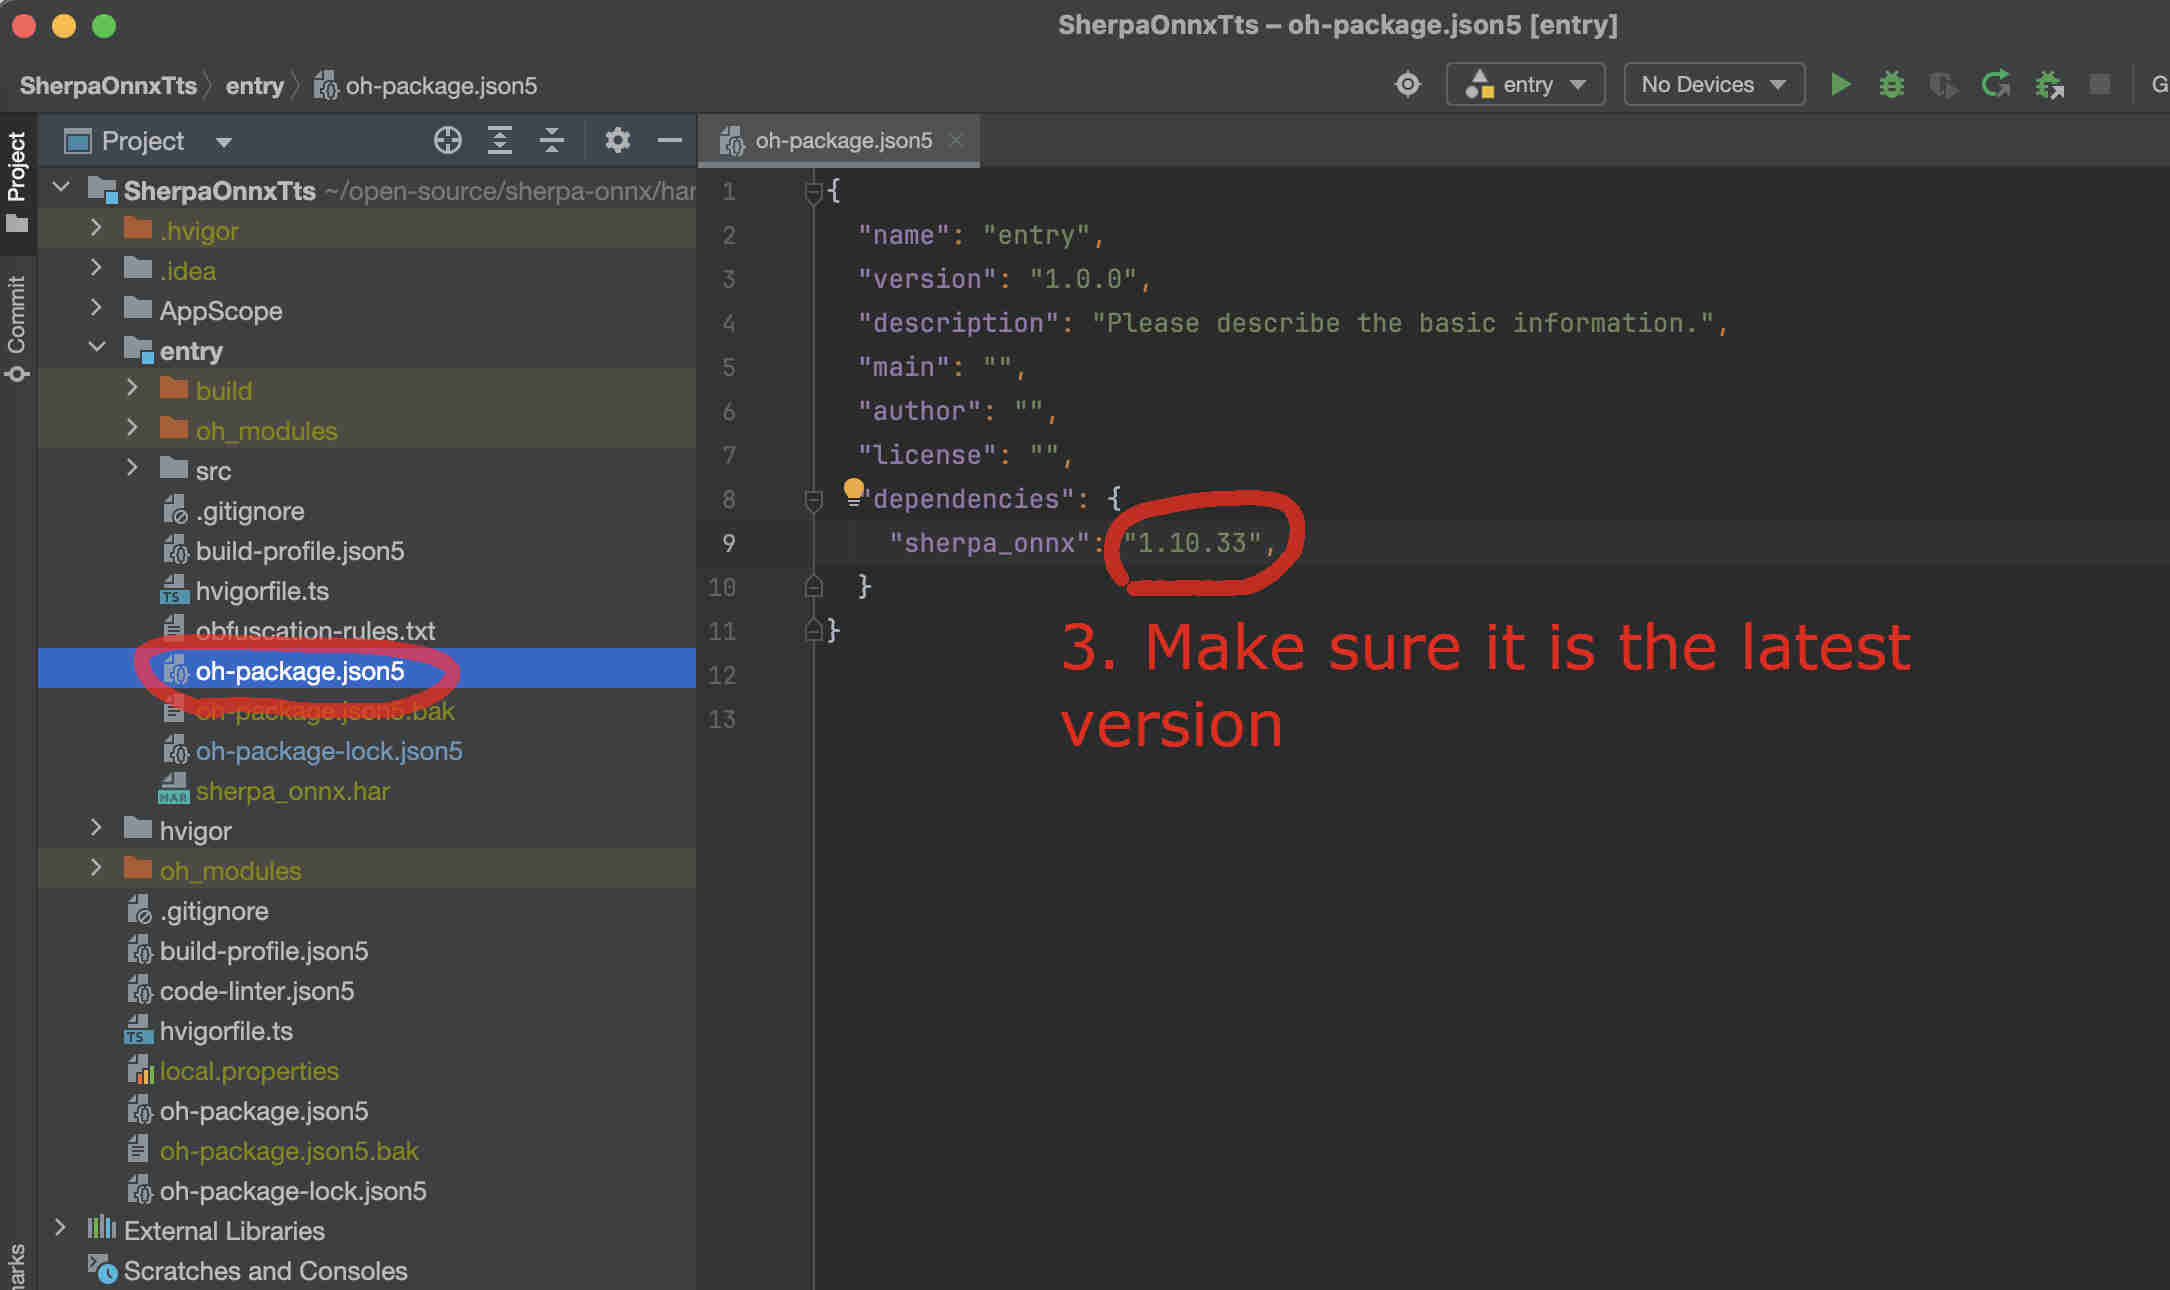 SherpaOnnxTts – oh-package.json5 [entry]
SherpaOnnxTts entry oh-package.json5
entry No Devices G
Project
Commit
Project
SherpaOnnxTts ~/open-source/sherpa-onnx/har
.hvigor
.idea
AppScope
entry
build
oh_modules
src
.gitignore
build-profile.json5
TS hvigorfile.ts
obfuscation-rules.txt
oh-package.json5
oh-package.json5.bak
oh-package-lock.json5
HAR sherpa_onnx.har
hvigor
oh_modules
.gitignore
build-profile.json5
code-linter.json5
TS hvigorfile.ts
local.properties
oh-package.json5
oh-package.json5.bak
oh-package-lock.json5
External Libraries
Scratches and Consoles
oh-package.json5
1 {
2 "name": "entry",
3 "version": "1.0.0",
4 "description": "Please describe the basic information.",
5 "main": "",
6 "author": "",
7 "license": "",
8 "dependencies": {
9 "sherpa_onnx": "1.10.33",
10 }
11 }
12
13
3. Make sure it is the latest
version